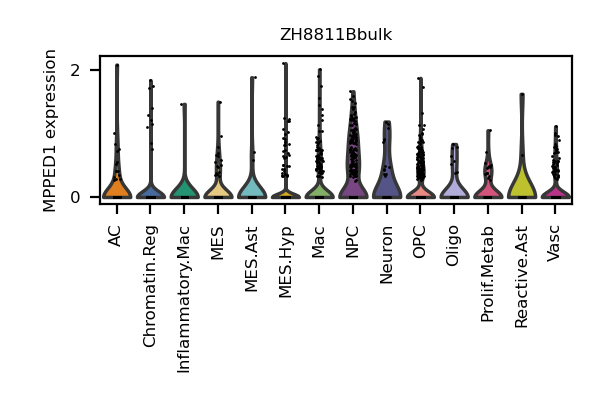 ZH8811Bbulk
MPPED1 expression
2
0
AC
Chromatin.Reg
Inflammatory.Mac
MES
MES.Ast
MES.Hyp
Mac
NPC
Neuron
OPC
Oligo
Prolif.Metab
Reactive.Ast
Vasc